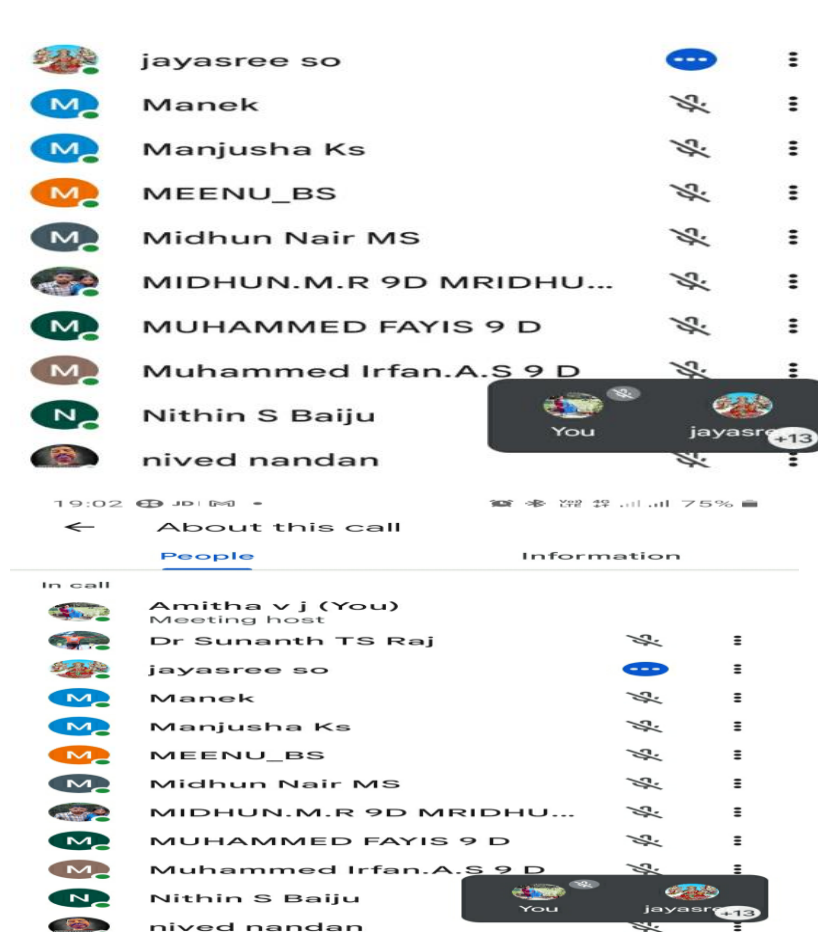 jayasree so
M Manek
M Manjusha Ks
M MEENU_BS
M Midhun Nair MS
MIDHUN.M.R 9D MRIDHU...
M MUHAMMED FAYIS 9 D
M Muhammed Irfan.A.S 9 D
N Nithin S Baiju
You jayasr +13
nived nandan
19:02 JD 75%
About this call
People Information
In call
Amitha v j (You)
Meeting host
Dr Sunanth TS Raj
jayasree so
M Manek
M Manjusha Ks
M MEENU_BS
M Midhun Nair MS
MIDHUN.M.R 9D MRIDHU...
M MUHAMMED FAYIS 9 D
M Muhammed Irfan.A.S 9 D
N Nithin S Baiju
You jayasr +13
nived nandan